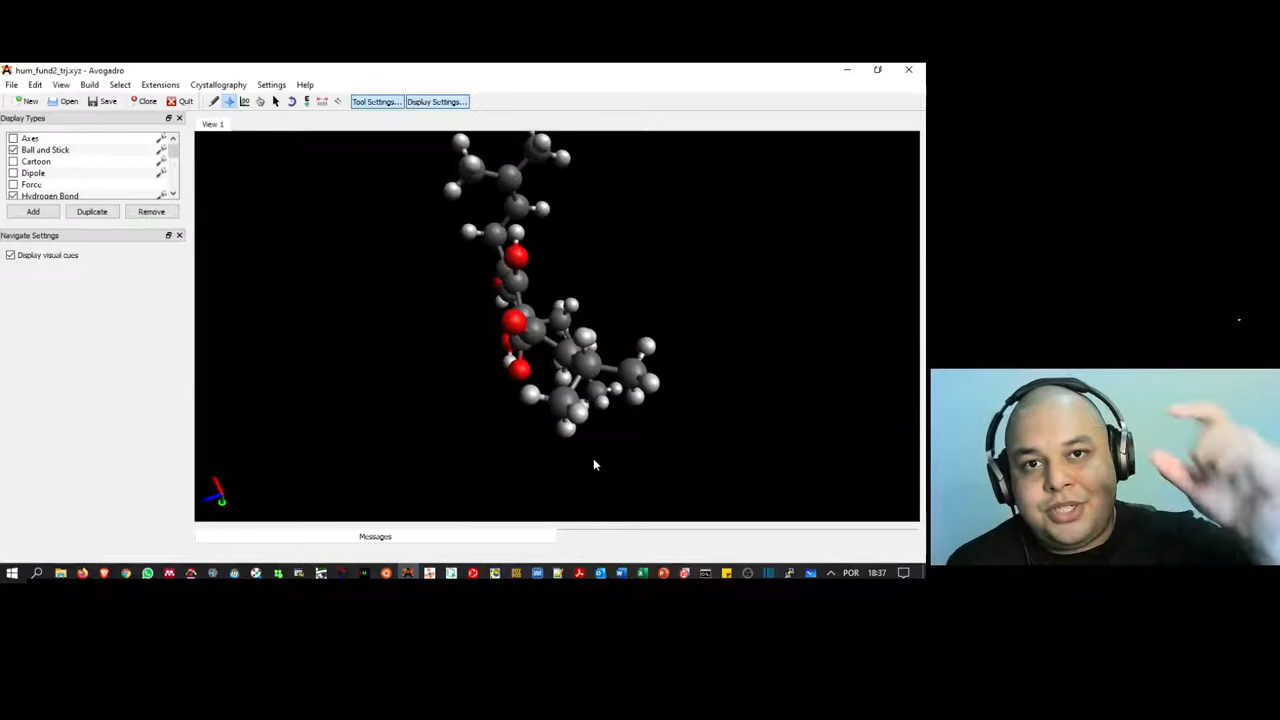 hum_fund2_trj.xyz - Avogadro
File Edit View Build Select Extensions Crystallography Settings Help
New Open Save Close Quit Tool Settings... Display Settings...
Display Types
View 1
Axes
Ball and Stick
Cartoon
Dipole
Force
Hydrogen Bond
Add Duplicate Remove
Navigate Settings
Display visual cues
Messages
POR 18:37